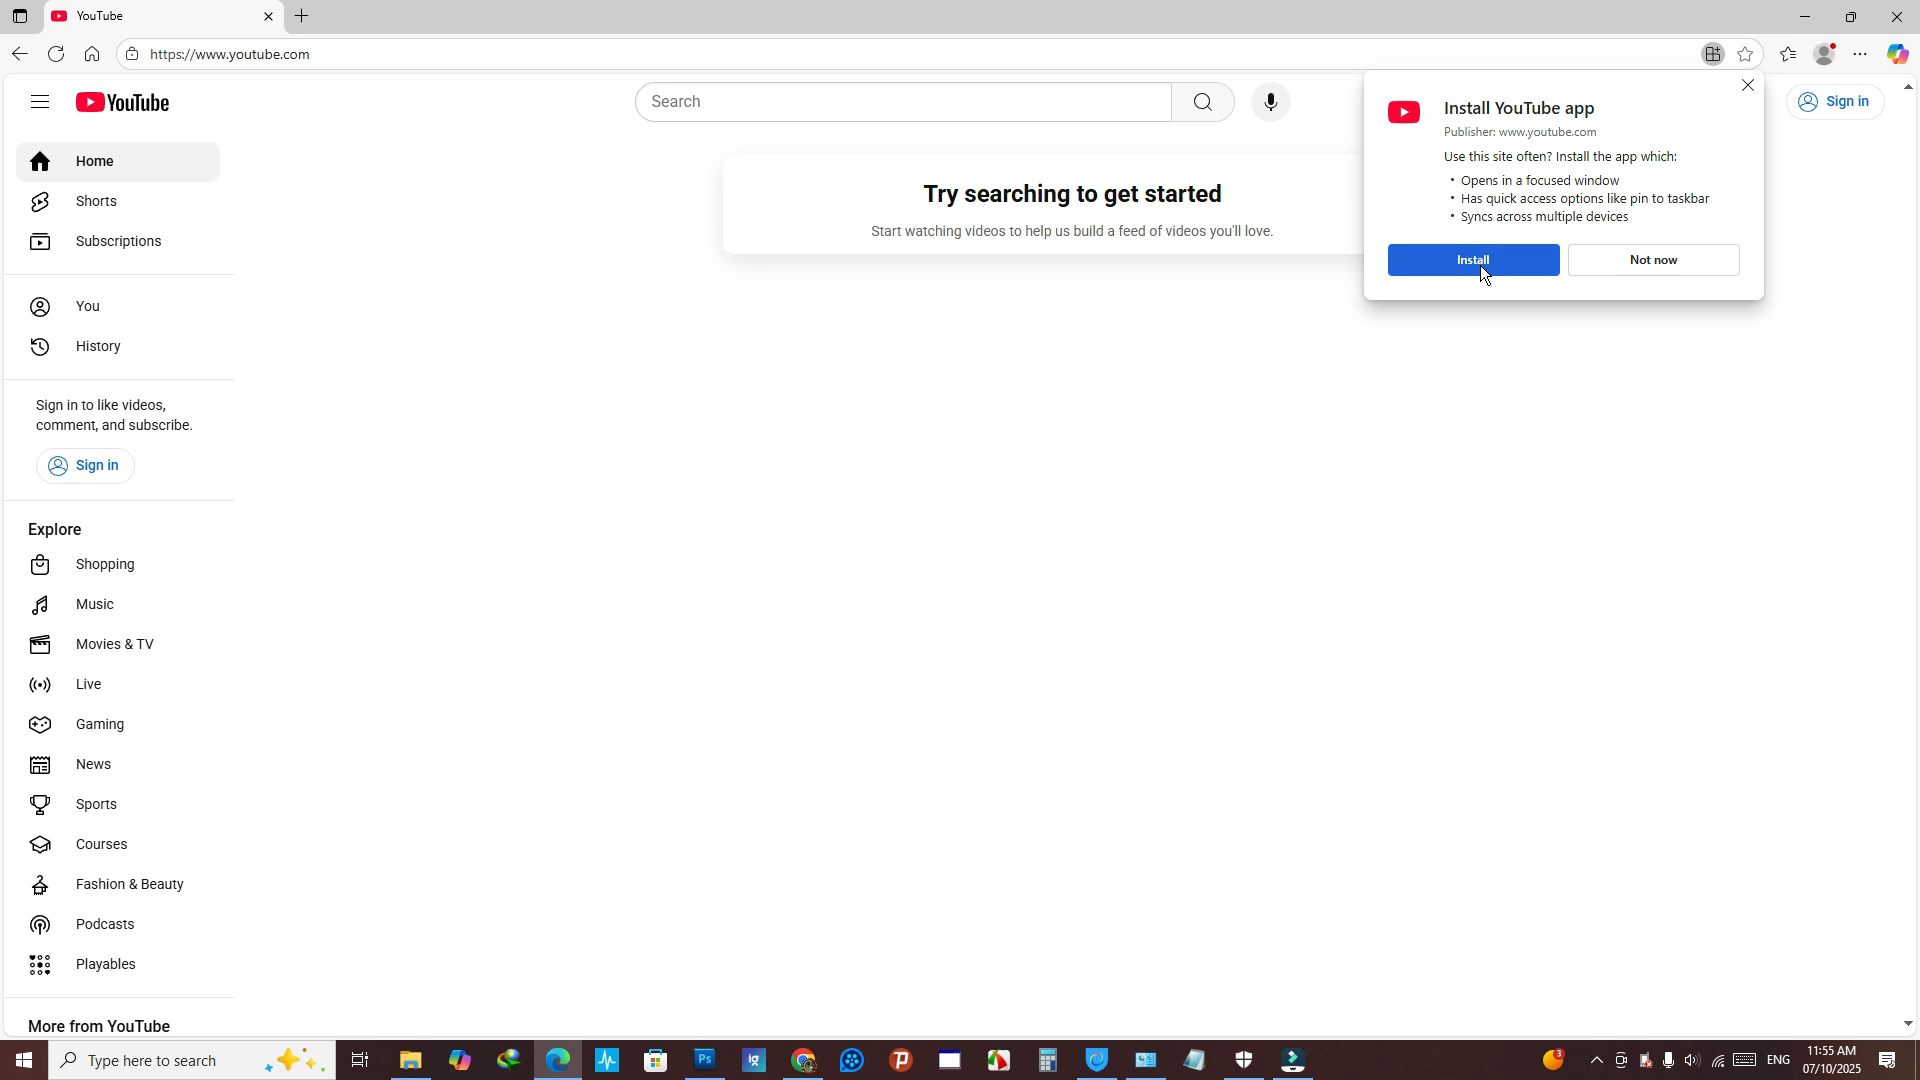 YouTube
https://www.youtube.com
YouTube
Search
Sign in
Install YouTube app
Publisher: www.youtube.com
Use this site often? Install the app which:
• Opens in a focused window
• Has quick access options like pin to taskbar
• Syncs across multiple devices
Install
Not now
Try searching to get started
Start watching videos to help us build a feed of videos you'll love.
Home
Shorts
Subscriptions
You
History
Sign in to like videos,
comment, and subscribe.
Sign in
Explore
Shopping
Music
Movies & TV
Live
Gaming
News
Sports
Courses
Fashion & Beauty
Podcasts
Playables
More from YouTube
Type here to search
Ps
ig
3
ENG
11:55 AM
07/10/2025